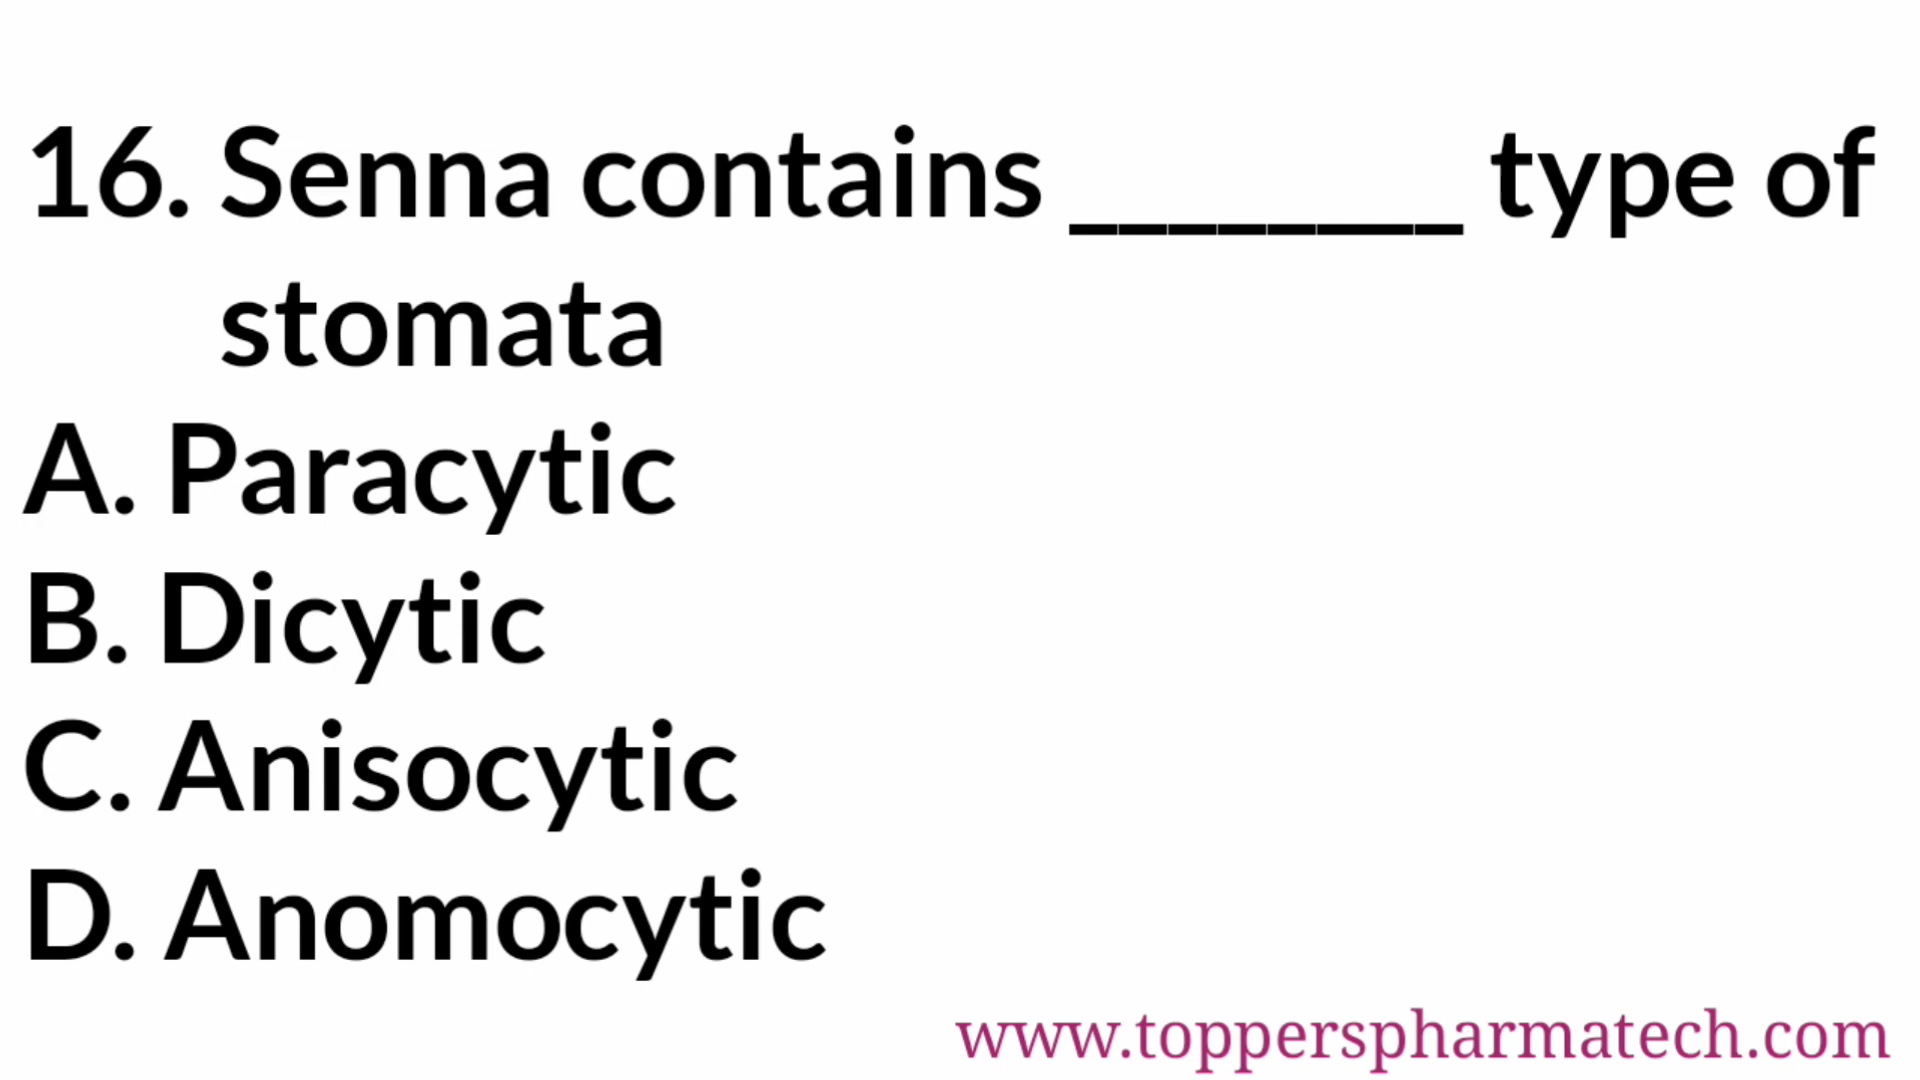 16. Senna contains ________ type of
stomata
A. Paracytic
B. Dicytic
C. Anisocytic
D. Anomocytic
www.topperspharmatech.com